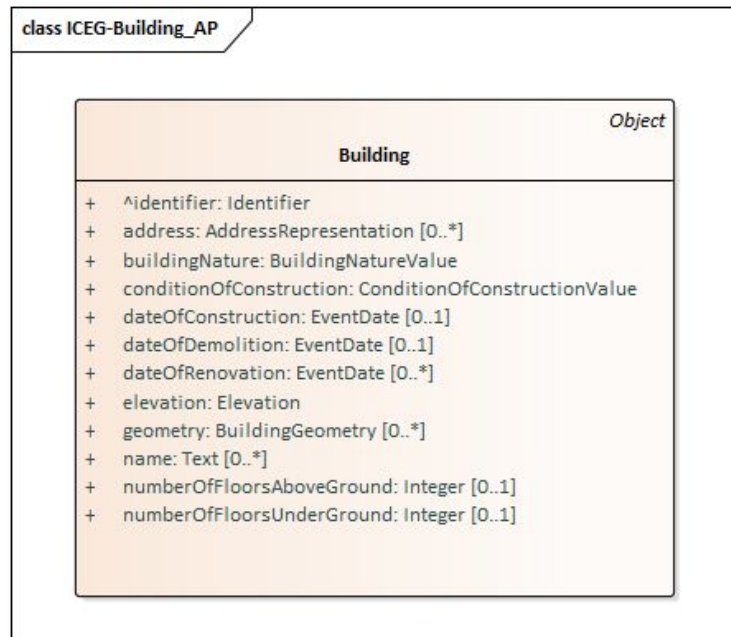 class ICEG-Building_AP
Object
Building
+ ^identifier: Identifier
+ address: AddressRepresentation [0..*]
+ buildingNature: BuildingNatureValue
+ conditionOfConstruction: ConditionOfConstructionValue
+ dateOfConstruction: EventDate [0..1]
+ dateOfDemolition: EventDate [0..1]
+ dateOfRenovation: EventDate [0..*]
+ elevation: Elevation
+ geometry: BuildingGeometry [0..*]
+ name: Text [0..*]
+ numberOfFloorsAboveGround: Integer [0..1]
+ numberOfFloorsUnderGround: Integer [0..1]